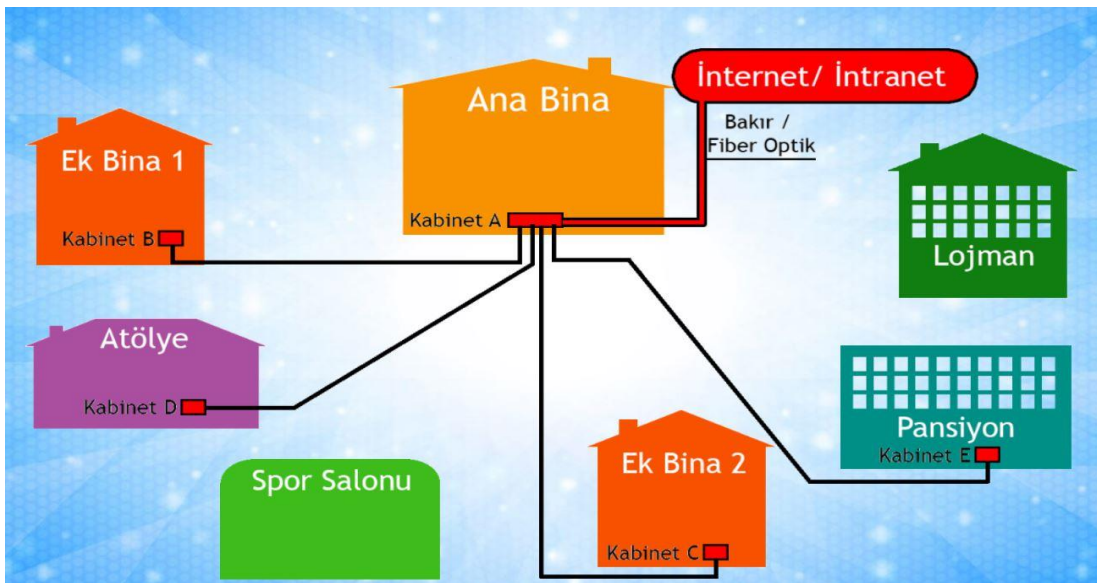 Ana Bina
İnternet/ İntranet
Bakır /
Fiber Optik
Ek Bina 1
Kabinet A
Kabinet B
Lojman
Atölye
Kabinet D
Pansiyon
Kabinet E
Spor Salonu
Ek Bina 2
Kabinet C